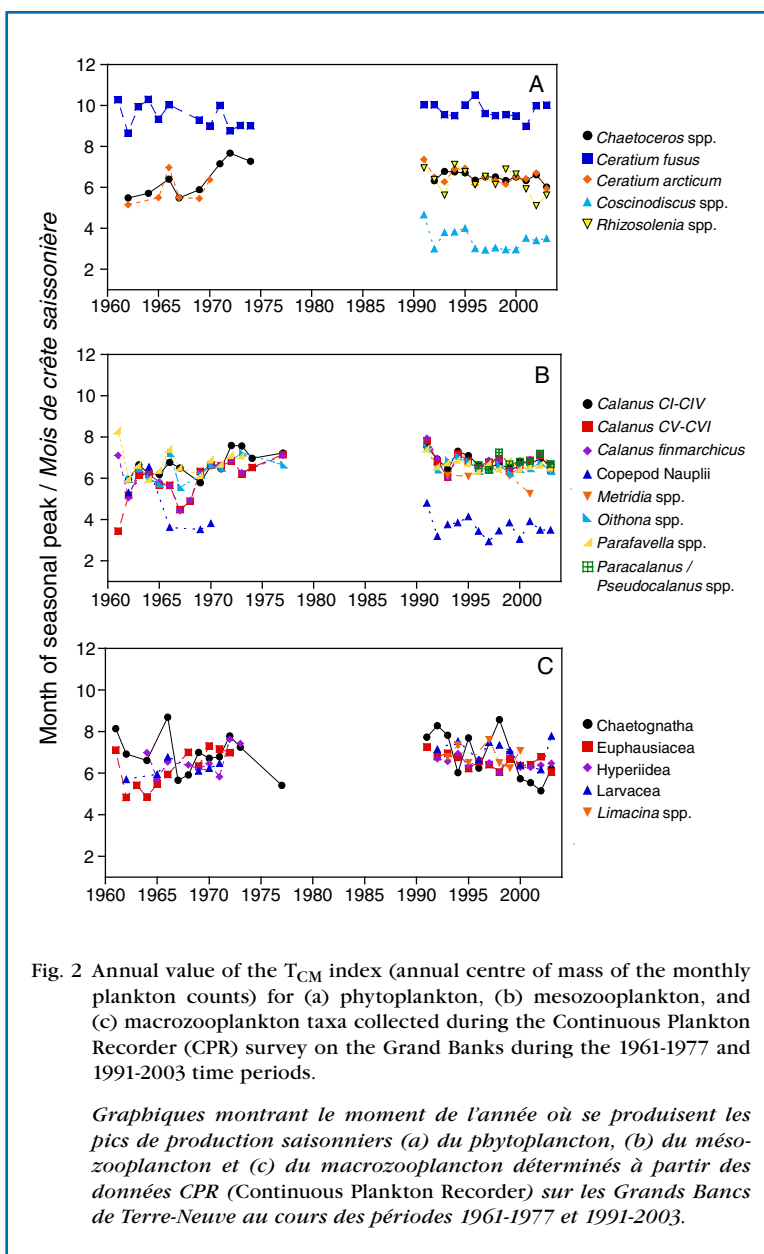 Month of seasonal peak / Mois de crête saissonière
12
10
8
6
4
2
A
1960 1965 1970 1975 1980 1985 1990 1995 2000
Chaetoceros spp.
Ceratium fusus
Ceratium arcticum
Coscinodiscus spp.
Rhizosolenia spp.
12
10
8
6
4
2
B
1960 1965 1970 1975 1980 1985 1990 1995 2000
Calanus CI-CIV
Calanus CV-CVI
Calanus finmarchicus
Copepod Nauplii
Metridia spp.
Oithona spp.
Parafavella spp.
Paracalanus /
Pseudocalanus spp.
12
10
8
6
4
2
C
1960 1965 1970 1975 1980 1985 1990 1995 2000
Chaetognatha
Euphausiacea
Hyperiidea
Larvacea
Limacina spp.
Fig. 2 Annual value of the TCM index (annual centre of mass of the monthly
plankton counts) for (a) phytoplankton, (b) mesozooplankton, and
(c) macrozooplankton taxa collected during the Continuous Plankton
Recorder (CPR) survey on the Grand Banks during the 1961-1977 and
1991-2003 time periods.
Graphiques montrant le moment de l'année où se produisent les
pics de production saisonniers (a) du phytoplancton, (b) du méso-
zooplancton et (c) du macrozooplancton déterminés à partir des
données CPR (Continuous Plankton Recorder) sur les Grands Bancs
de Terre-Neuve au cours des périodes 1961-1977 et 1991-2003.